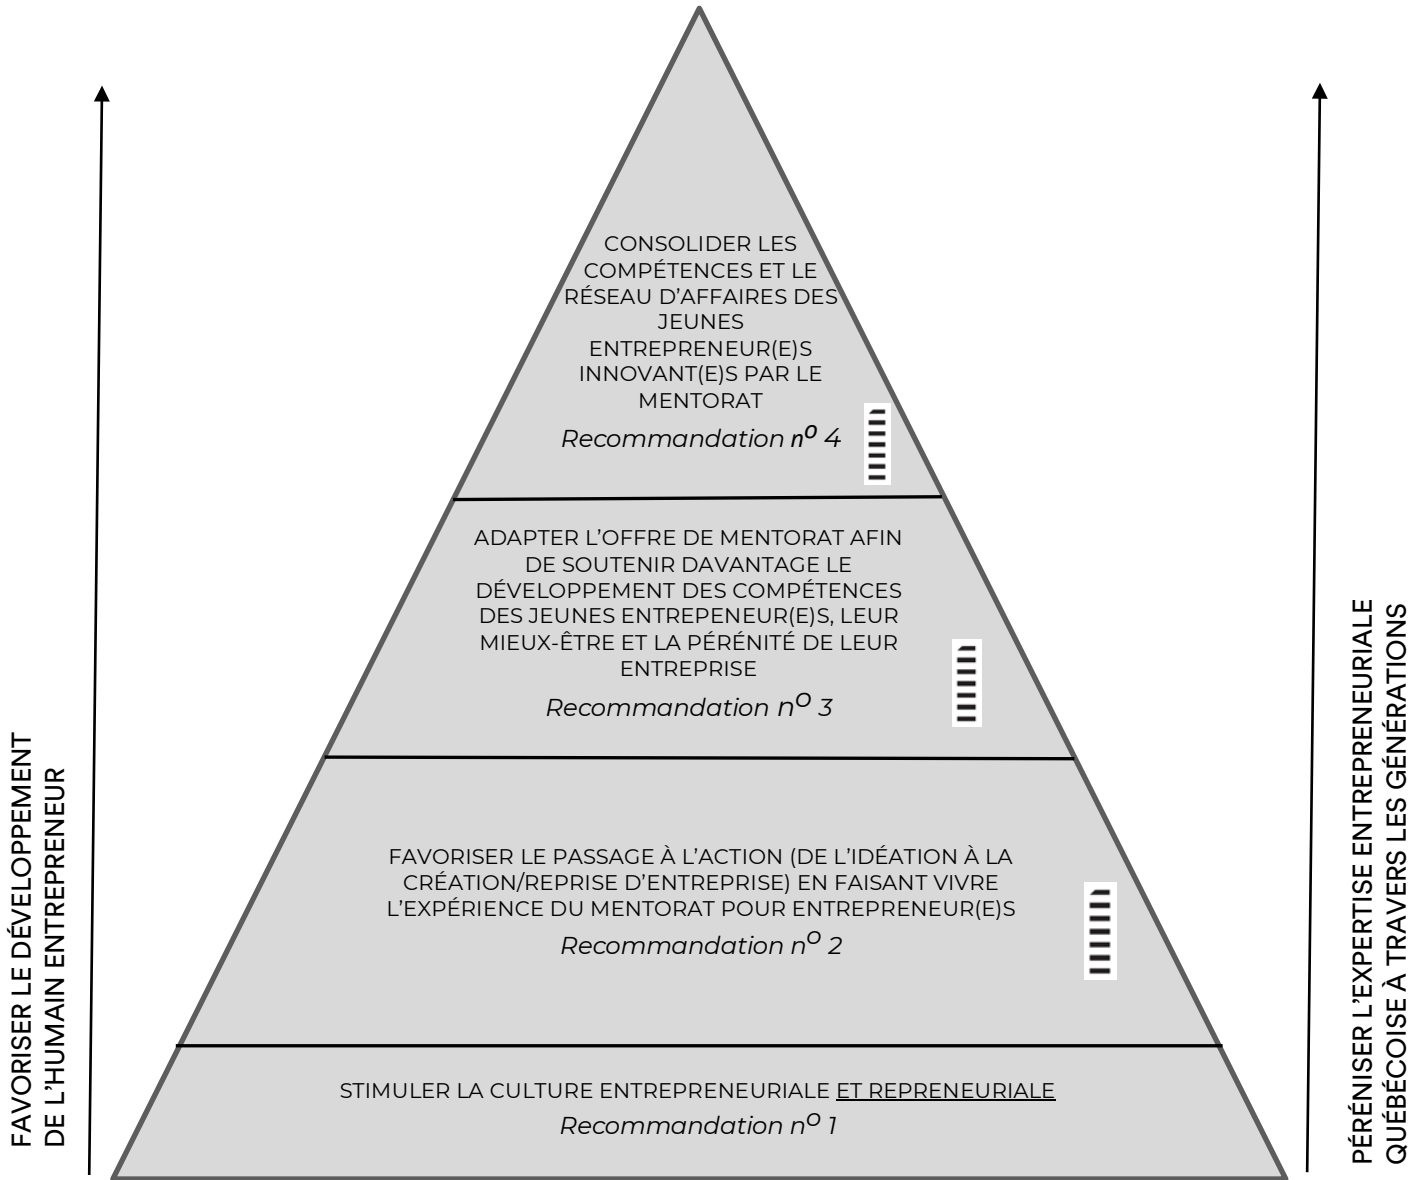 CONSOLIDER LES
COMPÉTENCES ET LE
RÉSEAU D'AFFAIRES DES
JEUNES
ENTREPRENEUR(E)S
INNOVANT(E)S PAR LE
MENTORAT
Recommandation nº 4
ADAPTER L'OFFRE DE MENTORAT AFIN
DE SOUTENIR DAVANTAGE LE
DÉVELOPPEMENT DES COMPÉTENCES
DES JEUNES ENTREPENEUR(E)S, LEUR
MIEUX-ÊTRE ET LA PÉRÉNITÉ DE LEUR
ENTREPRISE
Recommandation nº 3
FAVORISER LE PASSAGE À L'ACTION (DE L'IDÉATION À LA
CRÉATION/REPRISE D'ENTREPRISE) EN FAISANT VIVRE
L'EXPÉRIENCE DU MENTORAT POUR ENTREPRENEUR(E)S
Recommandation nº 2
STIMULER LA CULTURE ENTREPRENEURIALE ET REPRENEURIALE
Recommandation nº 1
FAVORISER LE DÉVELOPPEMENT
DE L'HUMAIN ENTREPRENEUR
PÉRÉNISER L'EXPERTISE ENTREPRENEURIALE
QUÉBÉCOISE À TRAVERS LES GÉNÉRATIONS